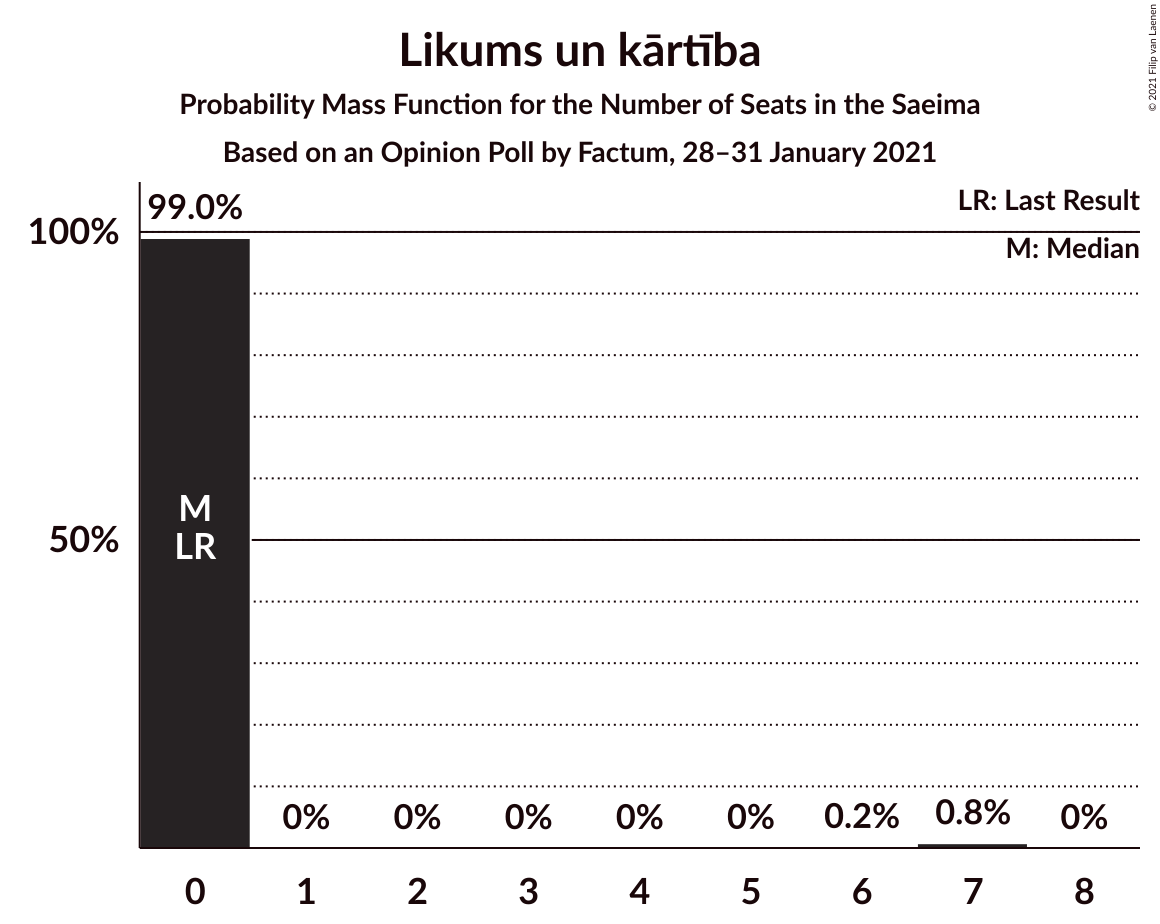 Likums un kārtība
Probability Mass Function for the Number of Seats in the Saeima
Based on an Opinion Poll by Factum, 28–31 January 2021
© 2021 Filip van Laenen
LR: Last Result
M: Median
99.0%
100%
50%
M
LR
0%
0%
0%
0%
0%
0.2%
0.8%
0%
0 1 2 3 4 5 6 7 8